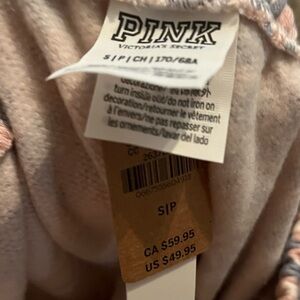 PINK
VICTORIA'S SECRET
S | P | CH | 170/68A
turn inside out/do not iron on
decoration/retourner le vêtement
à l'envers/ne pas repasser sur
les ornements/lavar del lado
S|P
CA $59.95
US $49.95